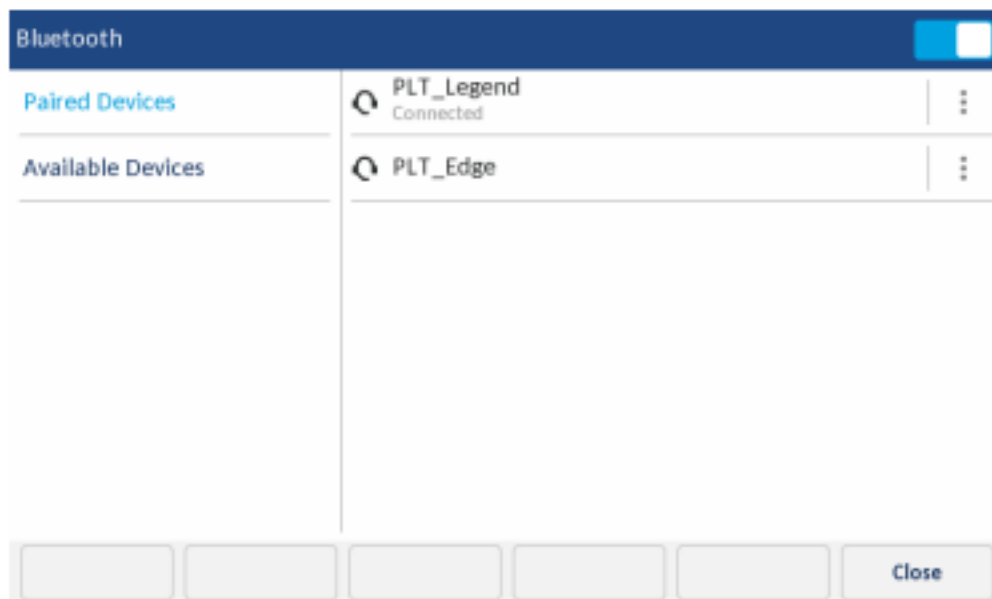 Bluetooth
Paired Devices
Available Devices
PLT_Legend
Connected
PLT_Edge
Close